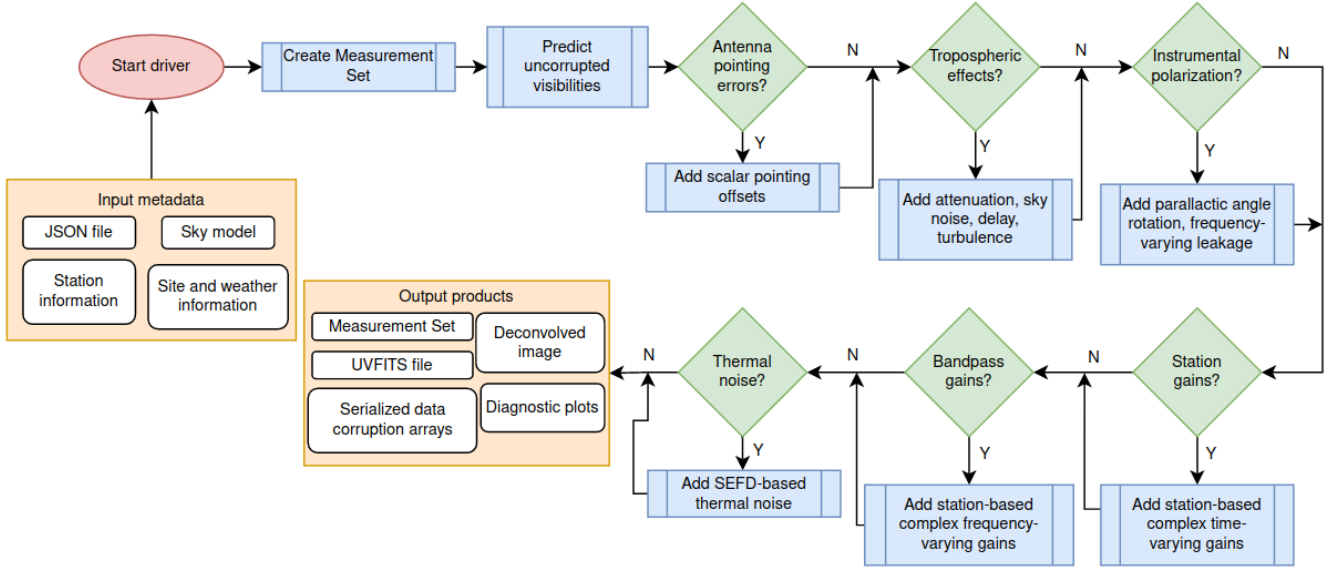 Start driver
Create Measurement
Set
Predict
uncorrupted
visibilities
Antenna
pointing
errors?
N
Y
Add scalar pointing
offsets
Tropospheric
effects?
N
Y
Add attenuation, sky
noise, delay,
turbulence
Instrumental
polarization?
N
Y
Add parallactic angle
rotation, frequency-
varying leakage
Input metadata
JSON file
Sky model
Station
information
Site and weather
information
Station
gains?
N
Y
Add station-based
complex time-
varying gains
Bandpass
gains?
N
Y
Add station-based
complex frequency-
varying gains
Thermal
noise?
N
Y
Add SEFD-based
thermal noise
Output products
Measurement Set
Deconvolved
image
UVFITS file
Serialized data
corruption arrays
Diagnostic plots